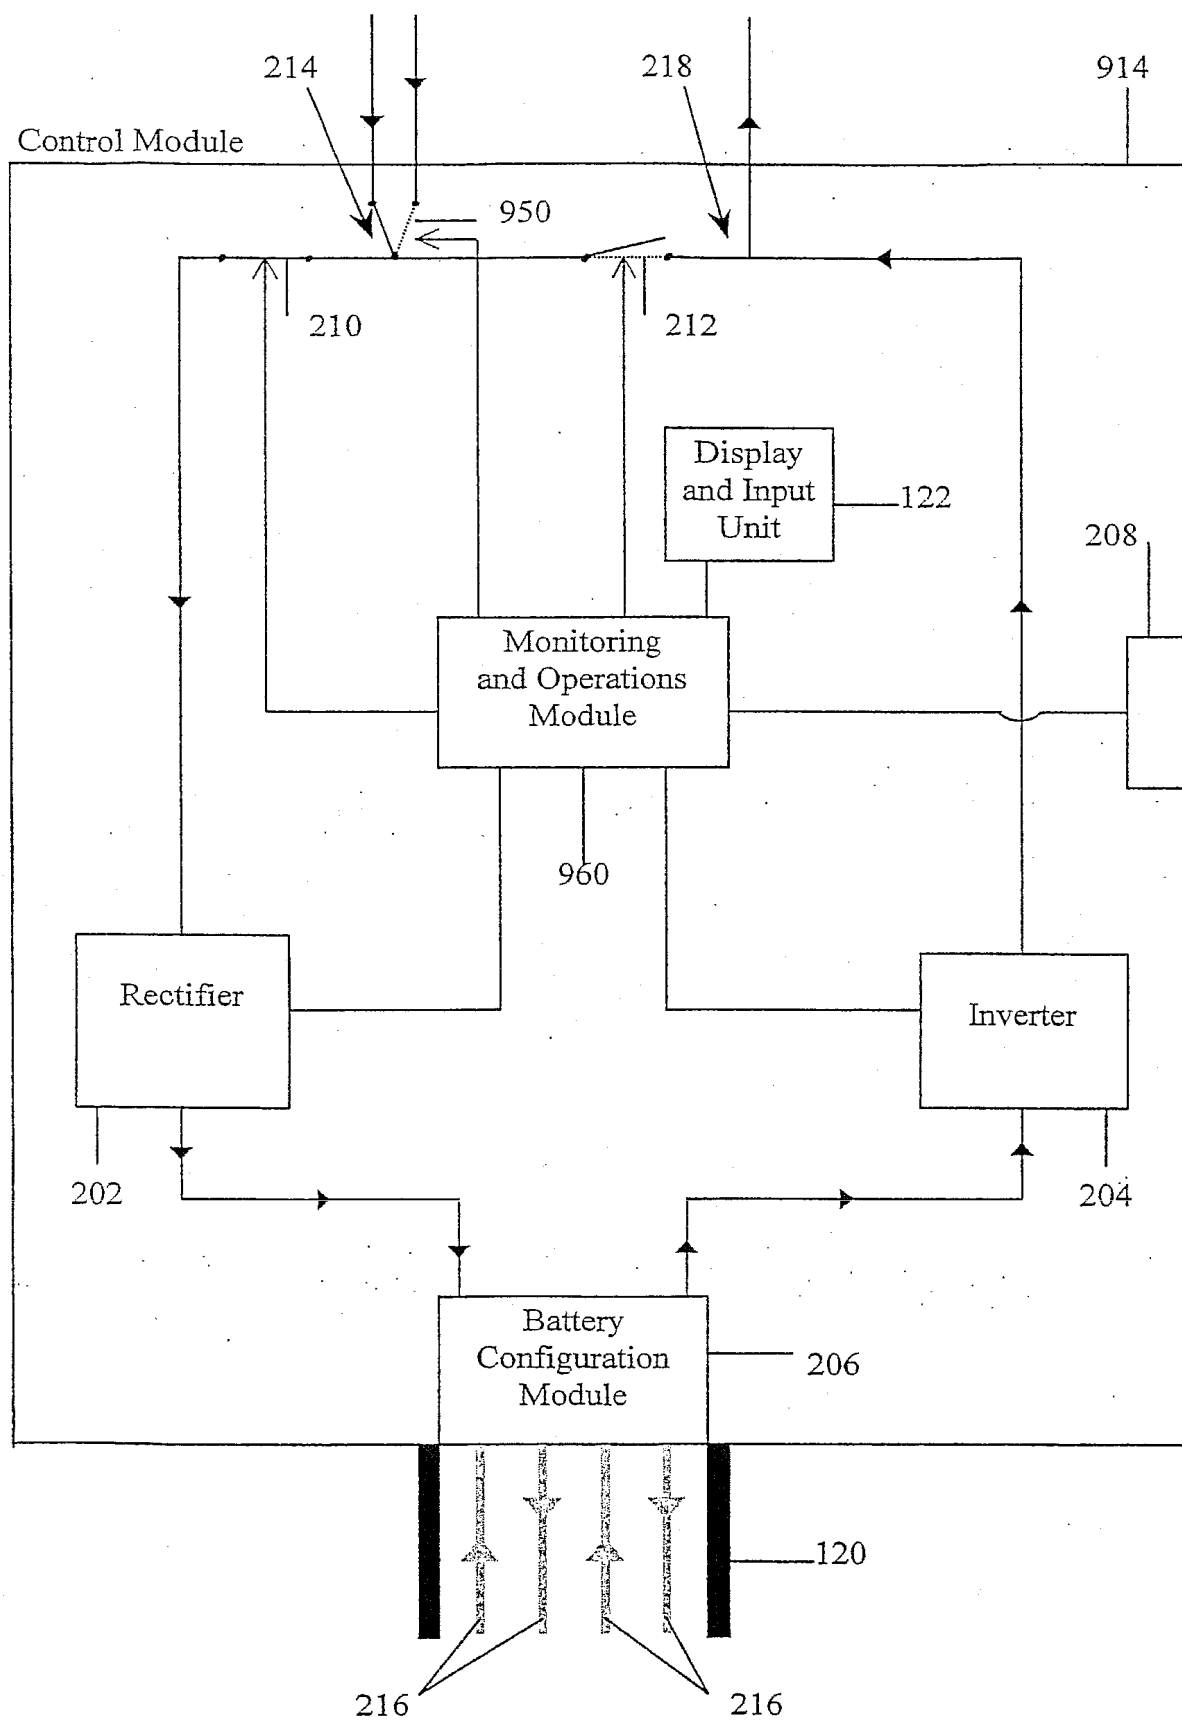 214
218
914
Control Module
950
210
212
Display
and Input
Unit
122
208
Monitoring
and Operations
Module
960
Rectifier
Inverter
202
204
Battery
Configuration
Module
206
120
216
216